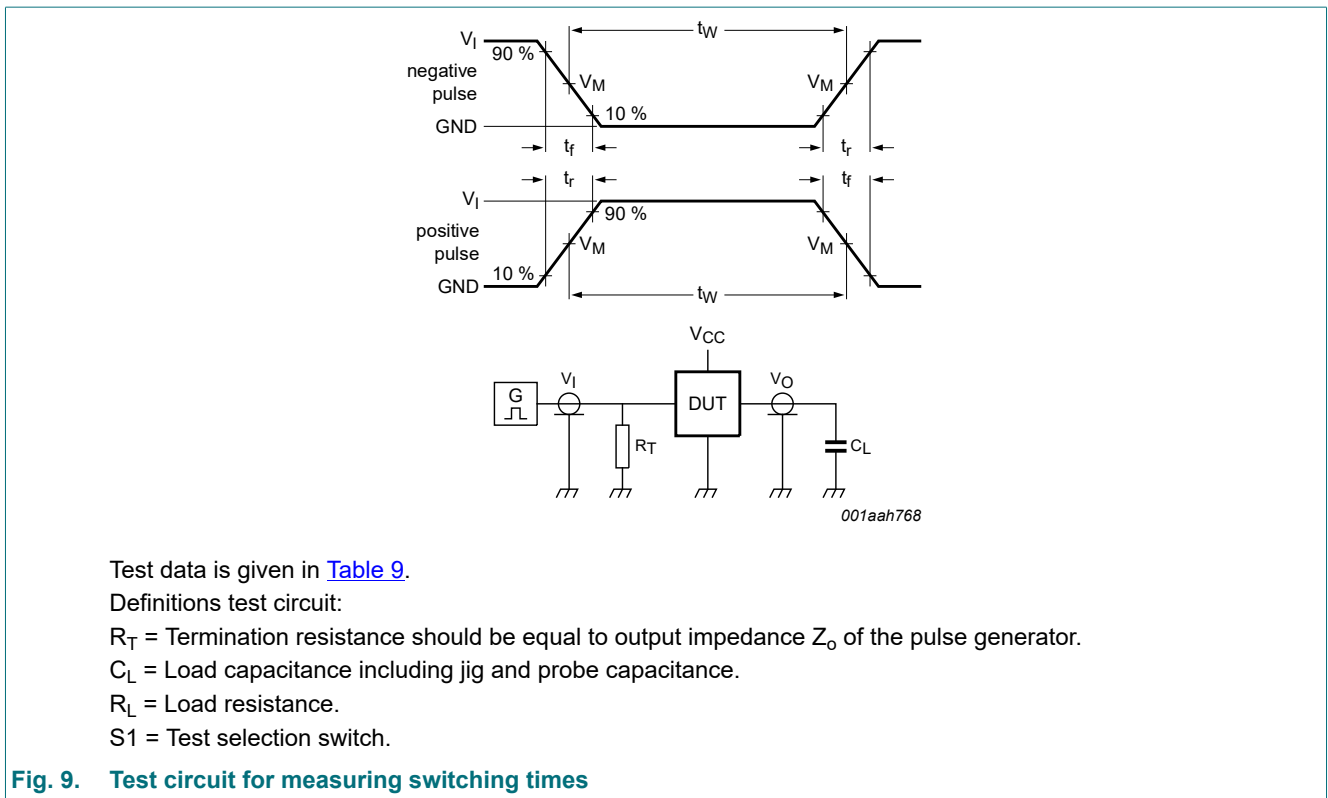 tW
VI
90 %
negative
pulse
VM
VM
10 %
GND
tf
tr
tr
tf
VI
90 %
positive
pulse
VM
VM
10 %
GND
tW
VCC
G
VI
DUT
VO
RT
CL
001aah768
Test data is given in Table 9.
Definitions test circuit:
RT = Termination resistance should be equal to output impedance Zo of the pulse generator.
CL = Load capacitance including jig and probe capacitance.
RL = Load resistance.
S1 = Test selection switch.
Fig. 9. Test circuit for measuring switching times